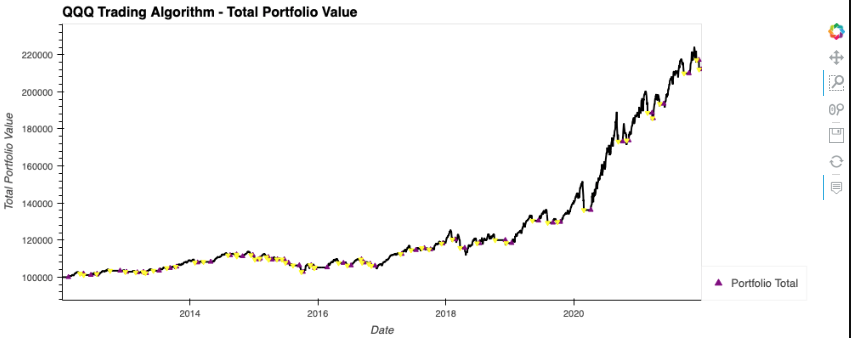 QQQ Trading Algorithm - Total Portfolio Value
220000
200000
180000
160000
140000
120000
100000
Total Portfolio Value
2014
2016
2018
2020
Date
Portfolio Total